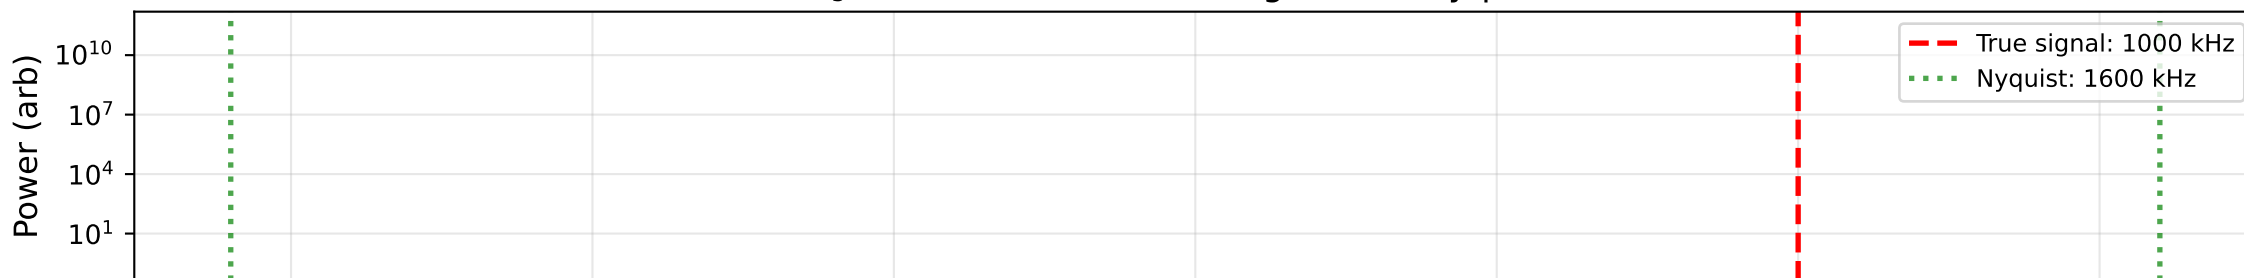 Power (arb)
10¹⁰
10⁷
10⁴
10¹
True signal: 1000 kHz
Nyquist: 1600 kHz